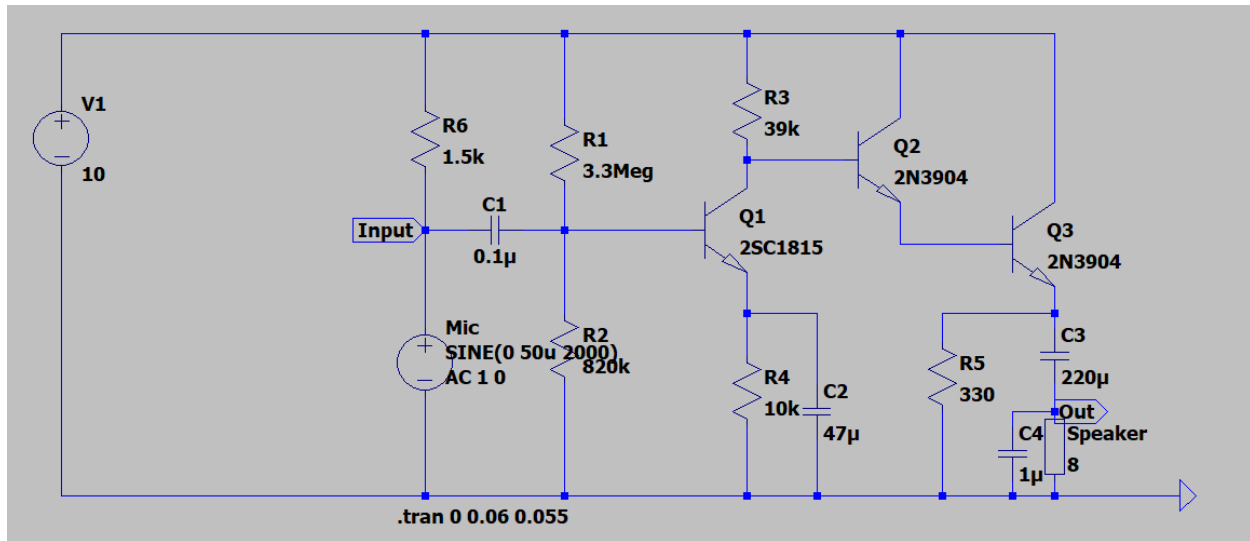 V1
10
R6
1.5k
R1
3.3Meg
R3
39k
Q2
2N3904
Input
C1
0.1µ
Q1
2SC1815
Q3
2N3904
Mic
SINE(0 50u 2000)
AC 1 0
R2
820k
R4
10k
C2
47µ
R5
330
C3
220µ
Out
C4
1µ
Speaker
8
.tran 0 0.06 0.055